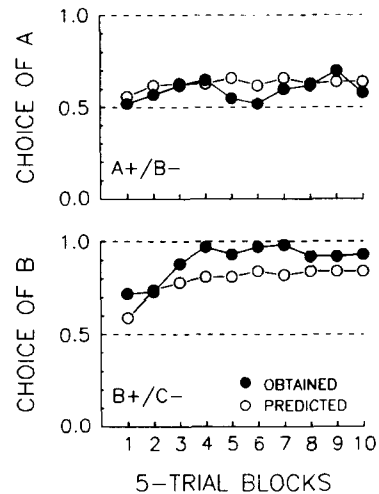 CHOICE OF A
1.0
0.5
0.0
A+/B-
CHOICE OF B
1.0
0.5
0.0
B+/C-
● OBTAINED
○ PREDICTED
1 2 3 4 5 6 7 8 9 10
5-TRIAL BLOCKS